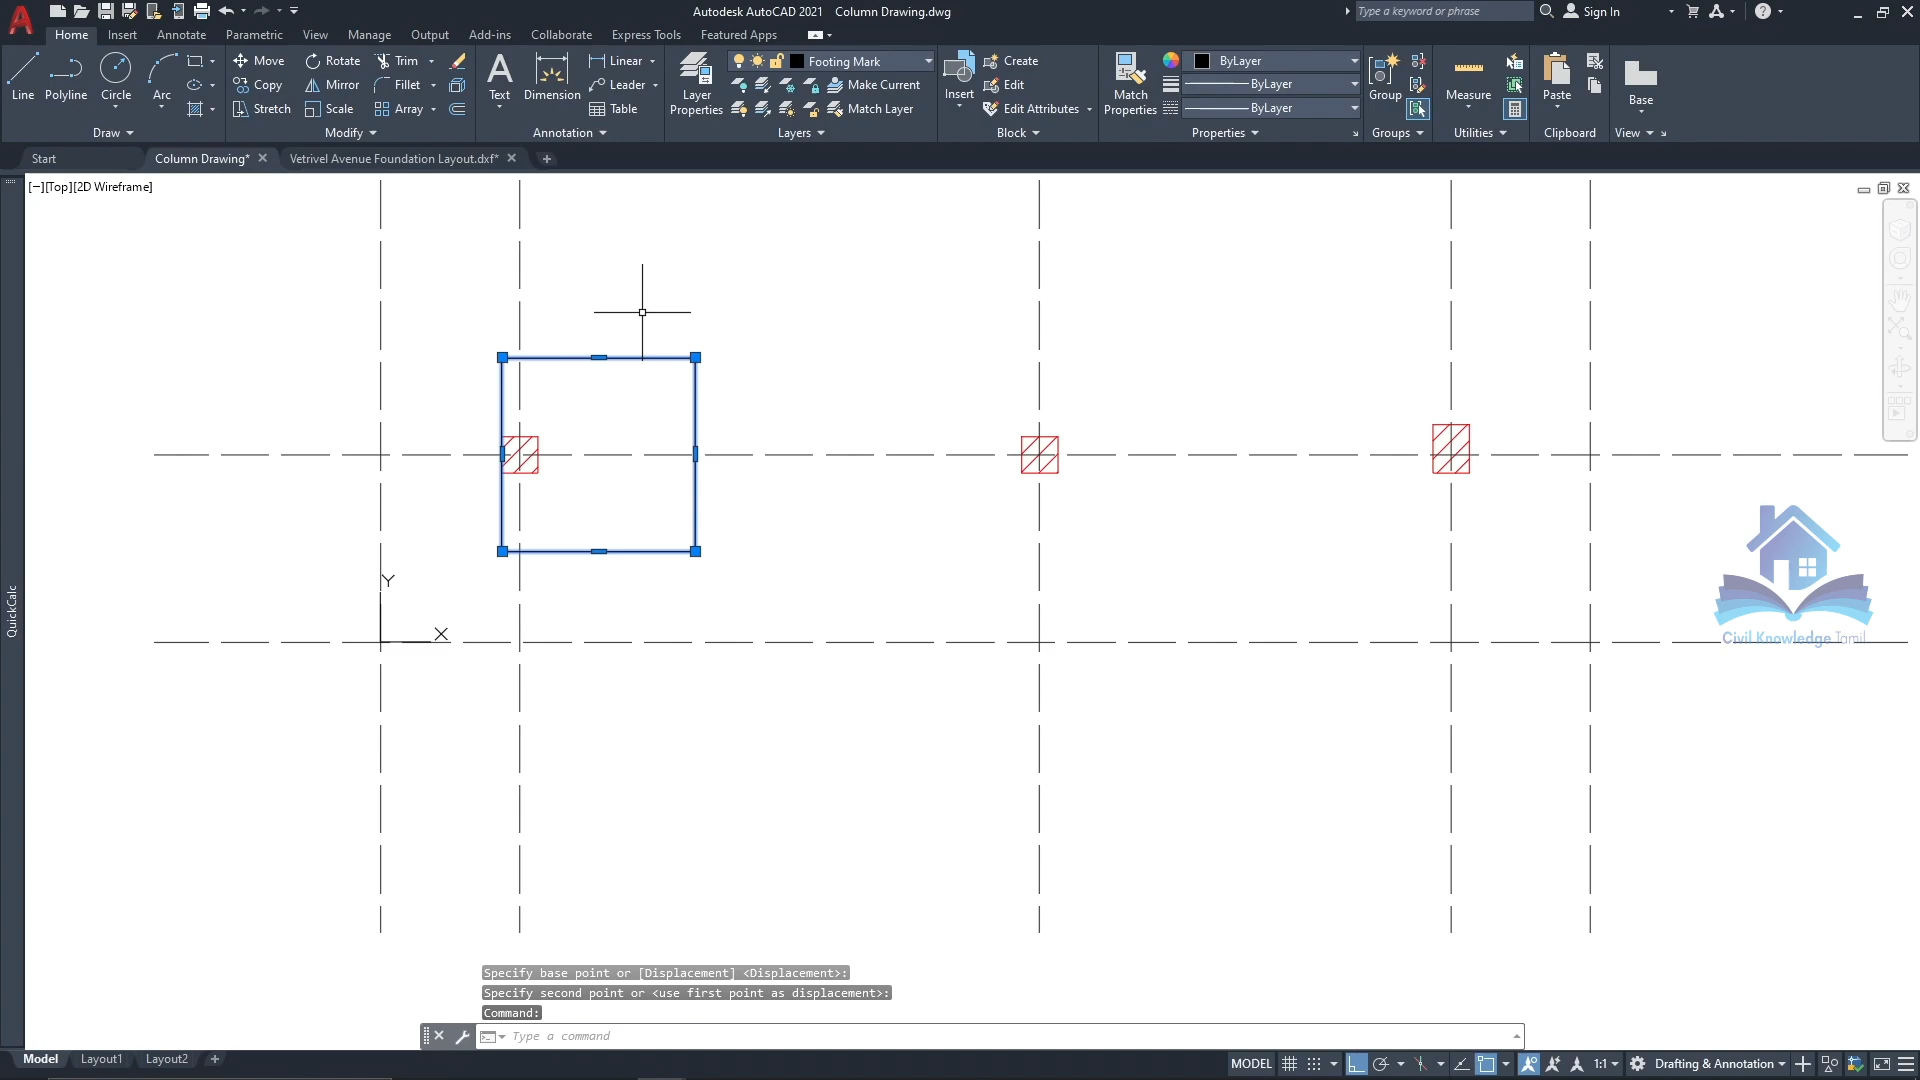 Autodesk AutoCAD 2021 Column Drawing.dwg
Type a keyword or phrase
Sign In
Home Insert Annotate Parametric View Manage Output Add-ins Collaborate Express Tools Featured Apps
Line Polyline Circle Arc
Move Rotate Trim
Copy Mirror Fillet
Stretch Scale Array
Text Dimension
Linear
Leader
Table
Layer Properties
Footing Mark
Make Current
Match Layer
Insert
Create
Edit
Edit Attributes
Match Properties
ByLayer
ByLayer
ByLayer
Group
Measure
Paste
Base
Draw Modify Annotation Layers Block Properties Groups Utilities Clipboard View
Start Column Drawing* Vetrivel Avenue Foundation Layout.dxf*
[−][Top][2D Wireframe]
QuickCalc
Y
X
Civil Knowledge Tamil
Specify base point or [Displacement] <Displacement>:
Specify second point or <use first point as displacement>:
Command:
Type a command
Model Layout1 Layout2
MODEL 1:1 Drafting & Annotation